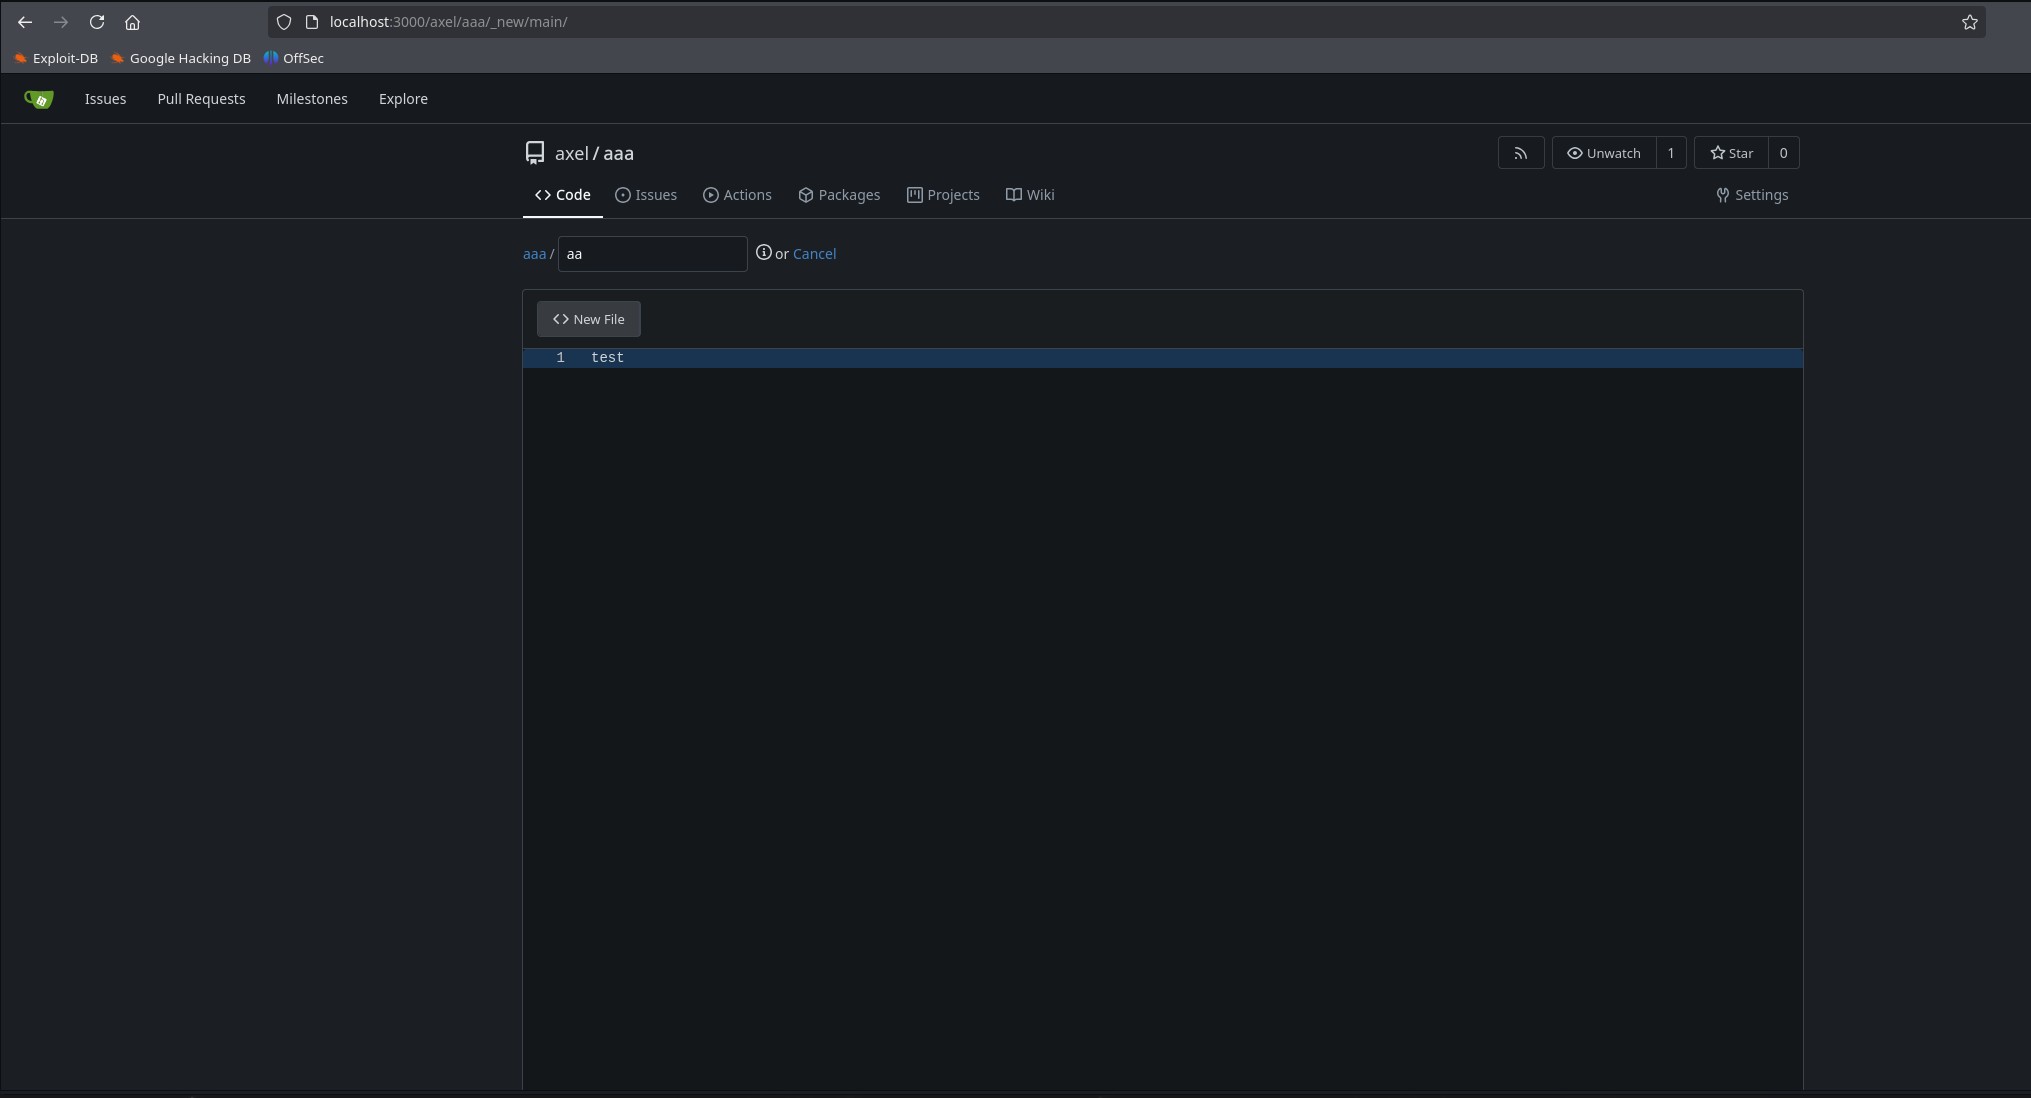 localhost:3000/axel/aaa/_new/main/
Exploit-DB Google Hacking DB OffSec
Issues Pull Requests Milestones Explore
axel / aaa Unwatch 1 Star 0
Code Issues Actions Packages Projects Wiki Settings
aaa / aa or Cancel
New File
1 test